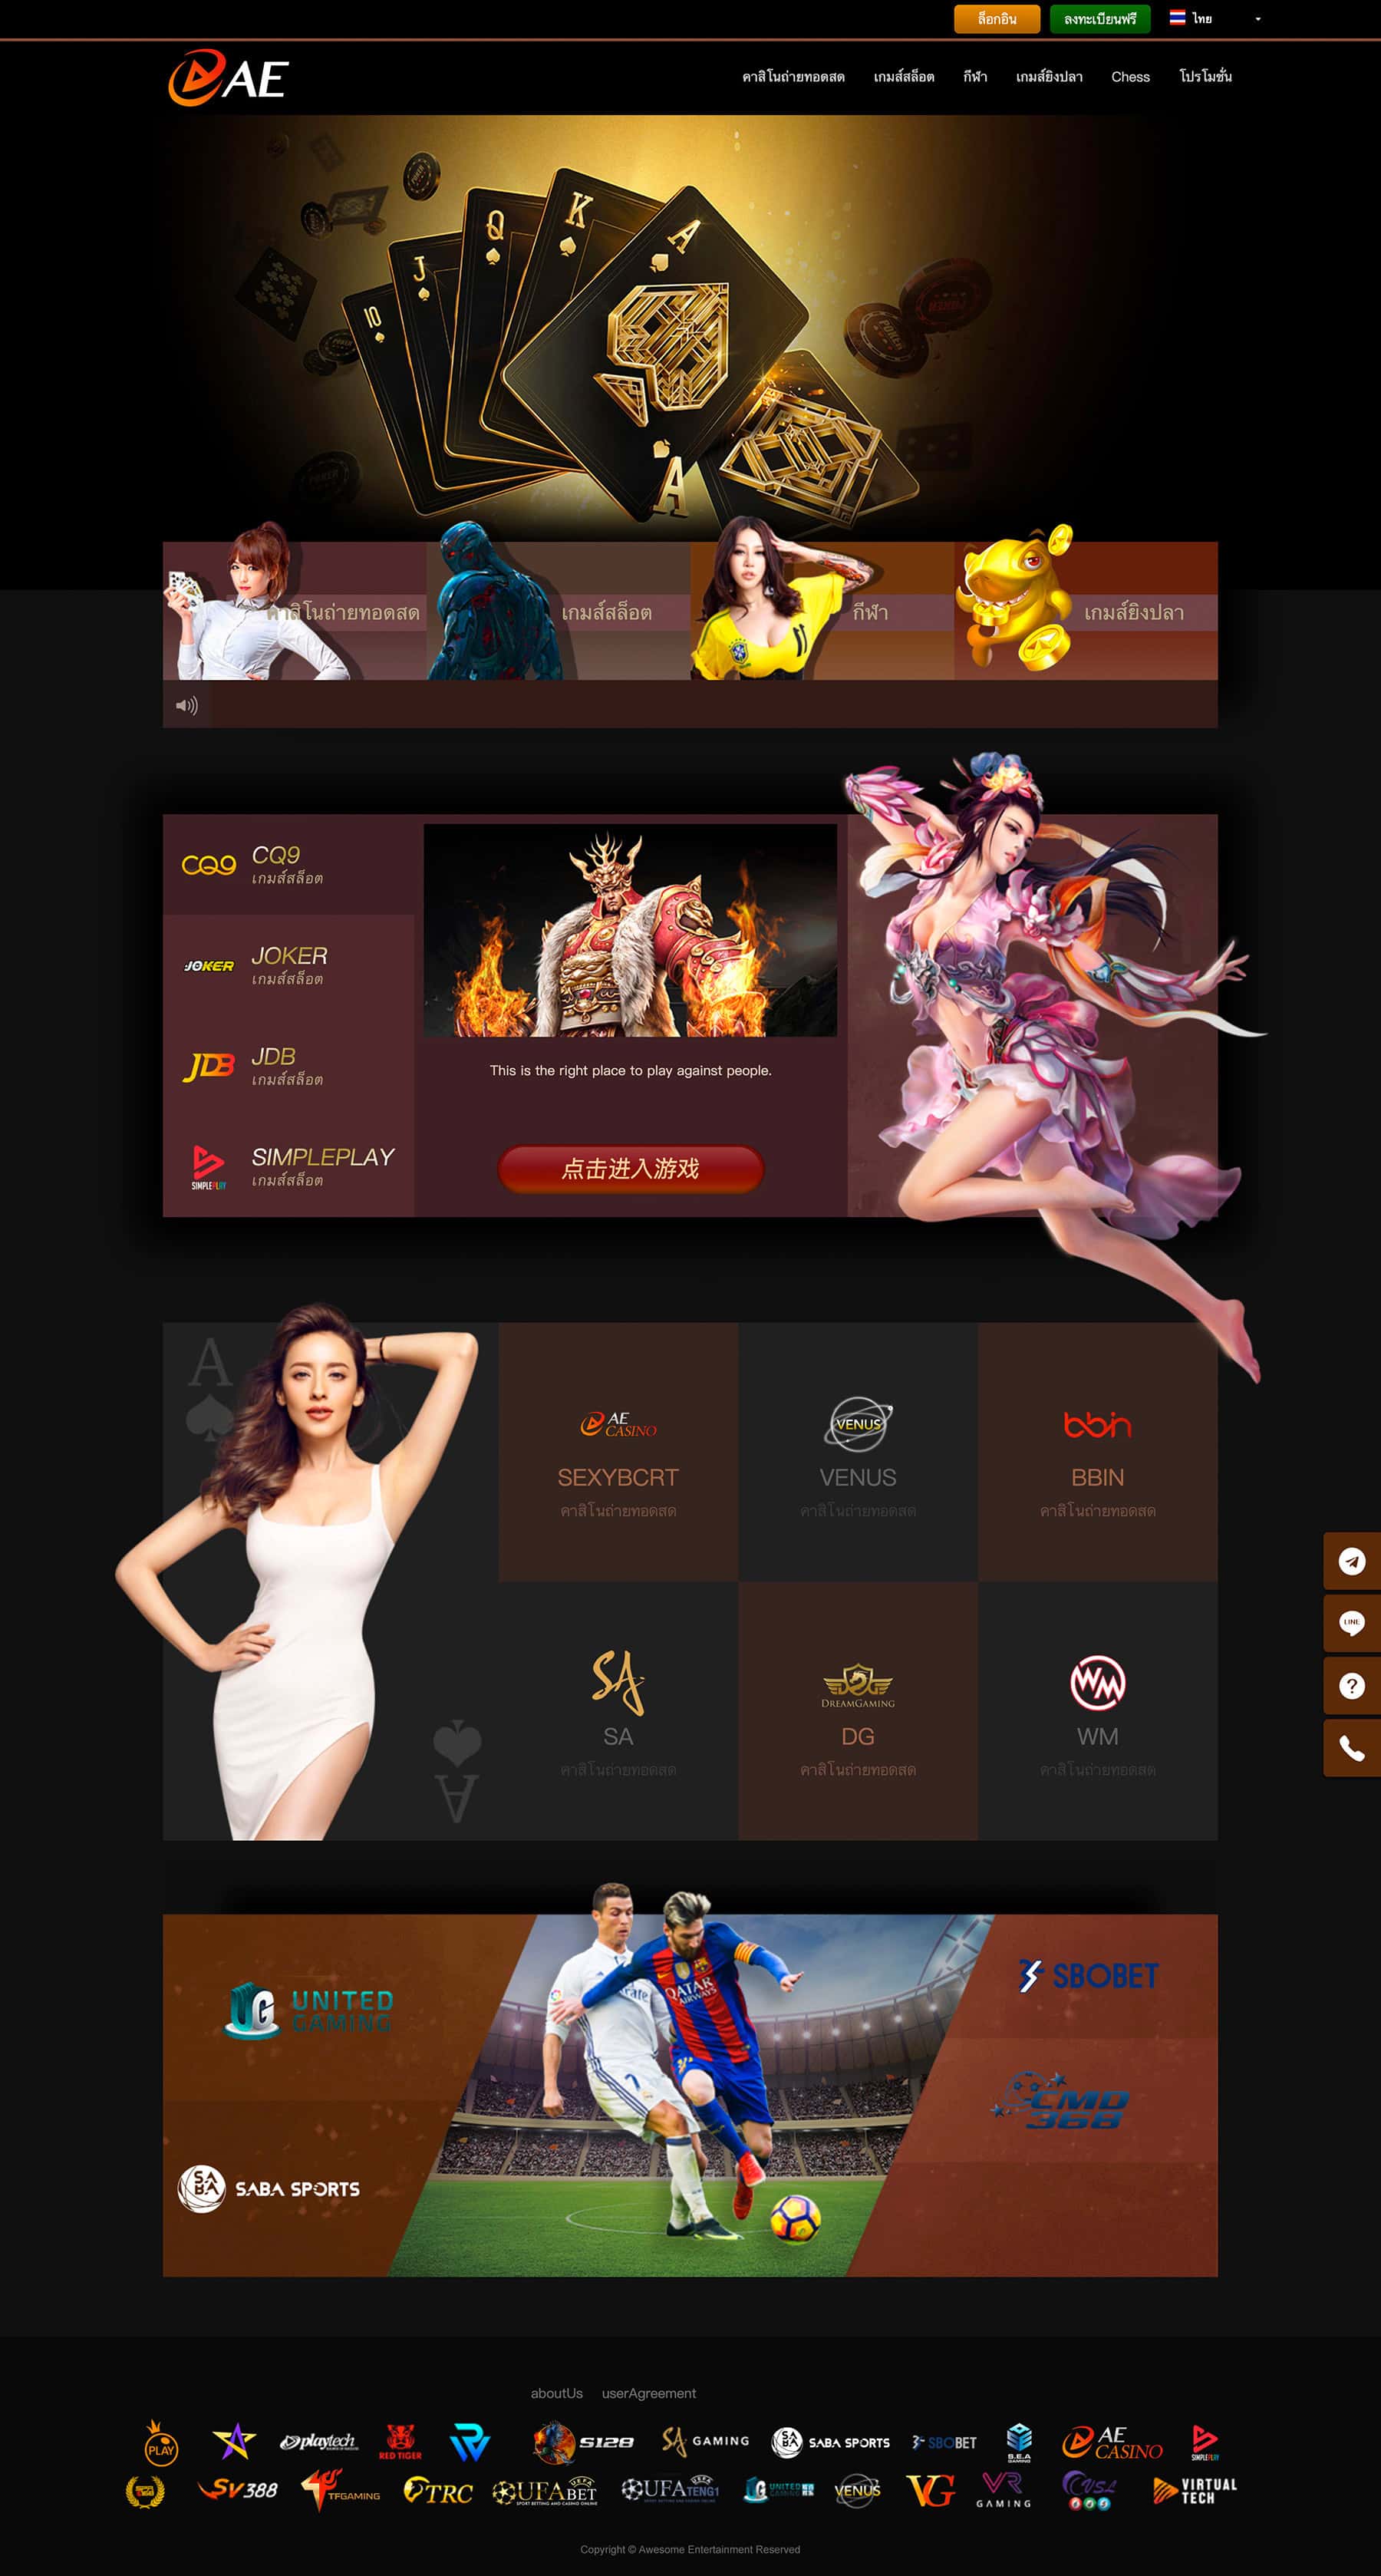 ล็อกอิน
ลงทะเบียนฟรี
ไทย
AE
คาสิโนถ่ายทอดสด
เกมส์สล็อต
กีฬา
เกมส์ยิงปลา
Chess
โปรโมชั่น
10
J
Q
K
A
A
คาสิโนถ่ายทอดสด
เกมส์สล็อต
กีฬา
เกมส์ยิงปลา
CQ9
CQ9
เกมส์สล็อต
JOKER
JOKER
เกมส์สล็อต
JDB
JDB
เกมส์สล็อต
SIMPLEPLAY
SIMPLEPLAY
เกมส์สล็อต
This is the right place to play against people.
点击进入游戏
A
AE
CASINO
SEXYBCRT
คาสิโนถ่ายทอดสด
VENUS
VENUS
คาสิโนถ่ายทอดสด
bbin
BBIN
คาสิโนถ่ายทอดสด
SA
SA
คาสิโนถ่ายทอดสด
DREAMGAMING
DG
คาสิโนถ่ายทอดสด
WM
WM
คาสิโนถ่ายทอดสด
A
LINE
?
UG UNITED
GAMING
QATAR
AIRWAYS
7
SBOBET
CMD
368
SABA
SABA SPORTS
aboutUs
userAgreement
PLAY
playtech
RED TIGER
S128
SA GAMING
SABA SPORTS
SBOBET
S.E.A
GAMING
AE
CASINO
SIMPLEPLAY
SV388
TFGAMING
TRC
UFABET
SPORT BETTING AND CASINO ONLINE
UFATENG1
UNITED
GAMING
VENUS
VG
VR
GAMING
VSL
VIRTUAL
TECH
Copyright © Awesome Entertainment Reserved